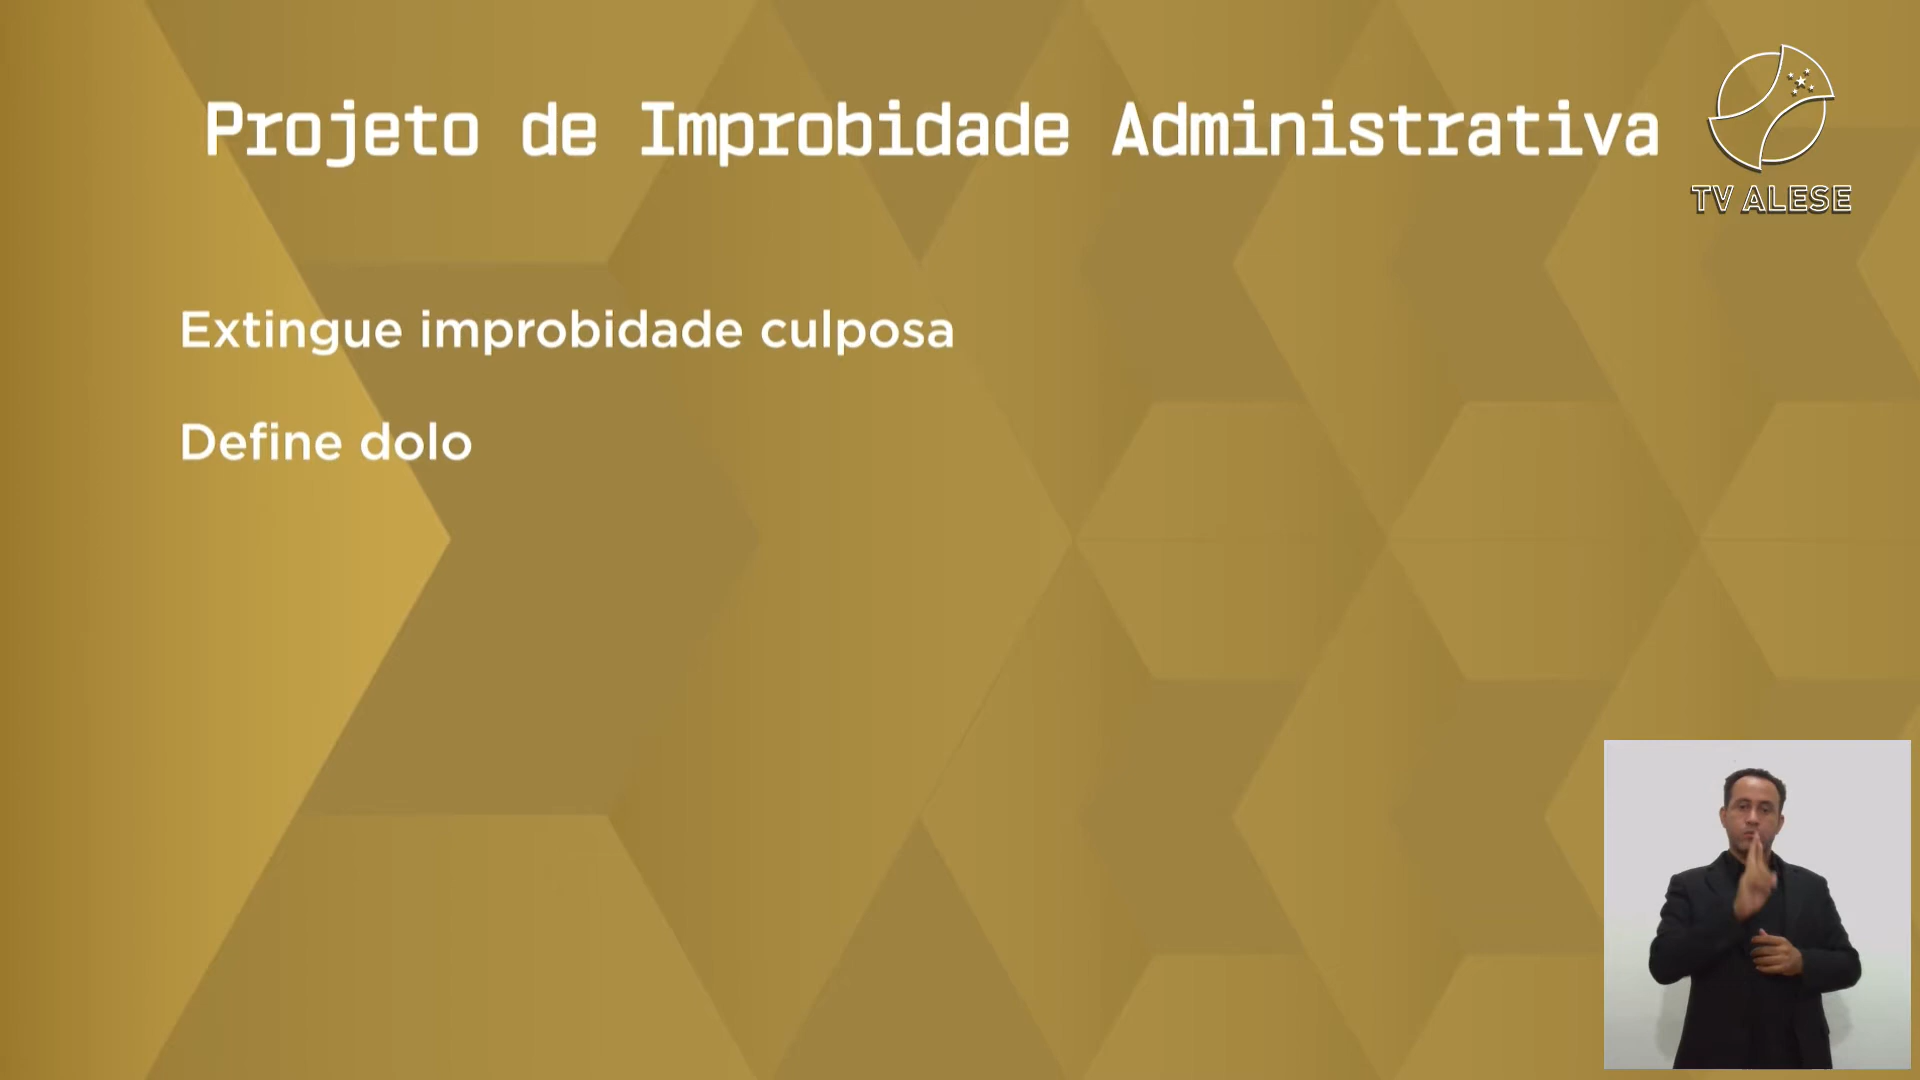 Projeto de Improbidade Administrativa
TV ALESE
Extingue improbidade culposa
Define dolo